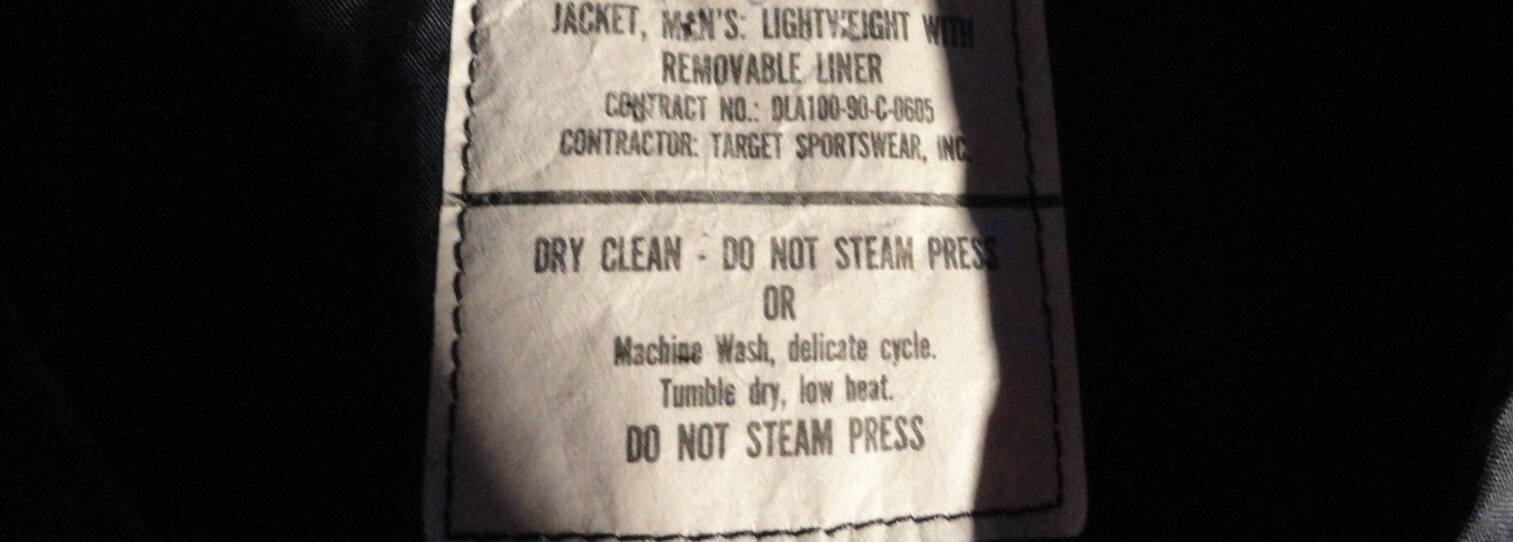 JACKET, MAN'S: LIGHTWEIGHT WITH
REMOVABLE LINER
CONTRACT NO.: DLA100-90-C-0605
CONTRACTOR: TARGET SPORTSWEAR, INC.
DRY CLEAN - DO NOT STEAM PRESS
OR
Machine Wash, delicate cycle.
Tumble dry, low heat.
DO NOT STEAM PRESS